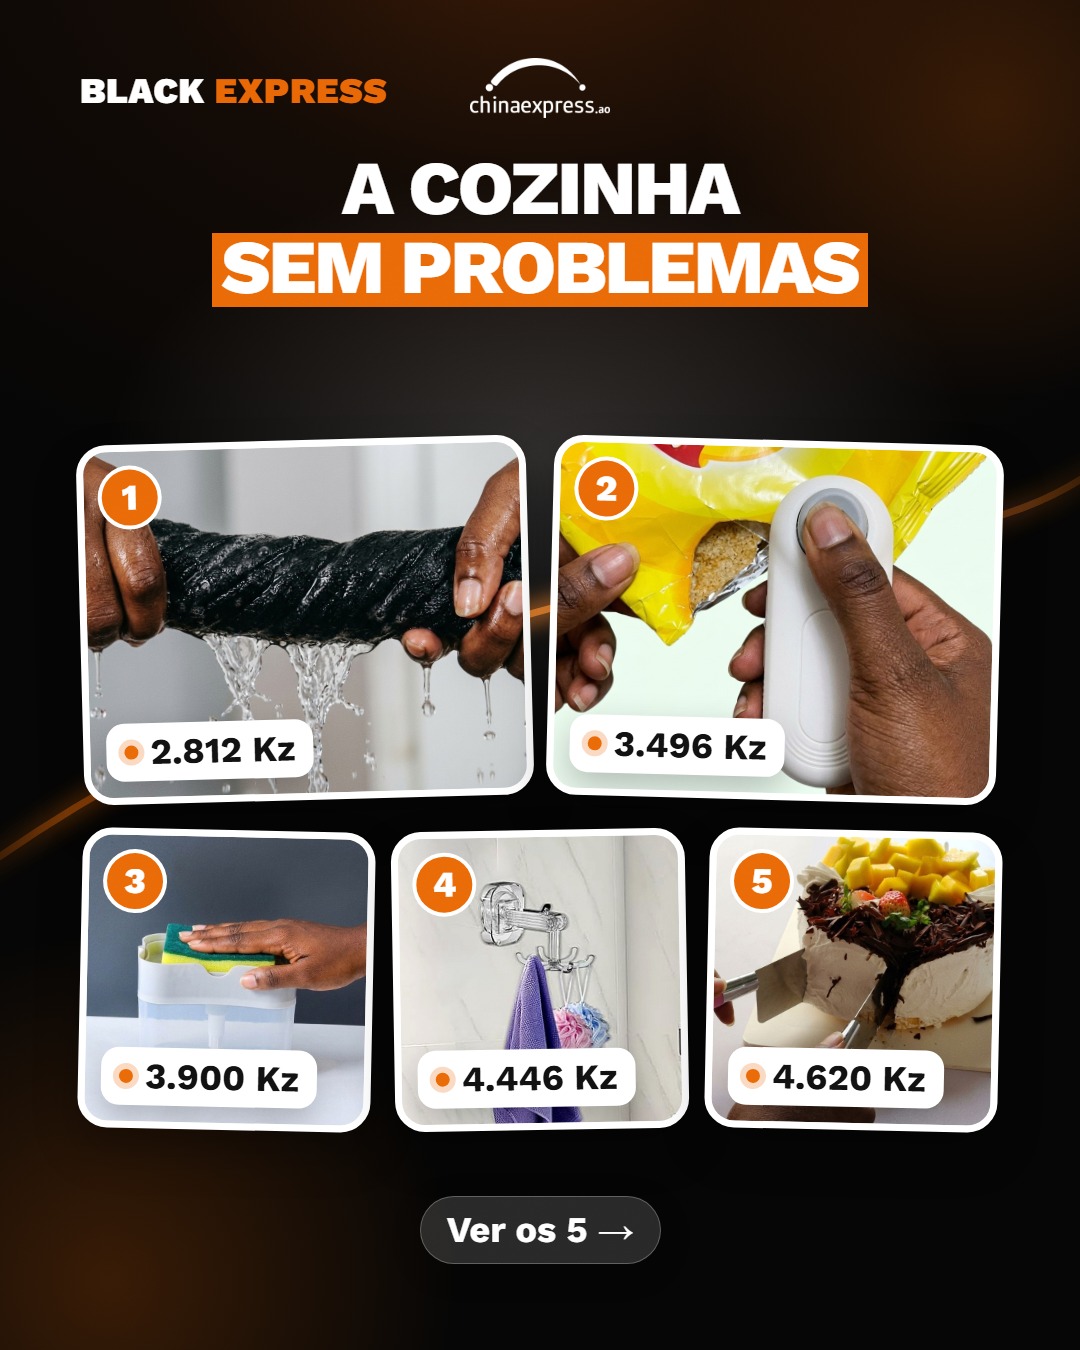 BLACK EXPRESS
chinaexpress.ao
A COZINHA
SEM PROBLEMAS
1
2
2.812 Kz
3.496 Kz
3
4
5
3.900 Kz
4.446 Kz
4.620 Kz
Ver os 5 →